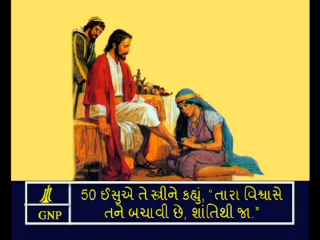 50 ઈસુએ તે સ્ત્રીને કહ્યું, “તારા વિશ્વાસે
તને બચાવી છે, શાંતિથી જા.”
GNP